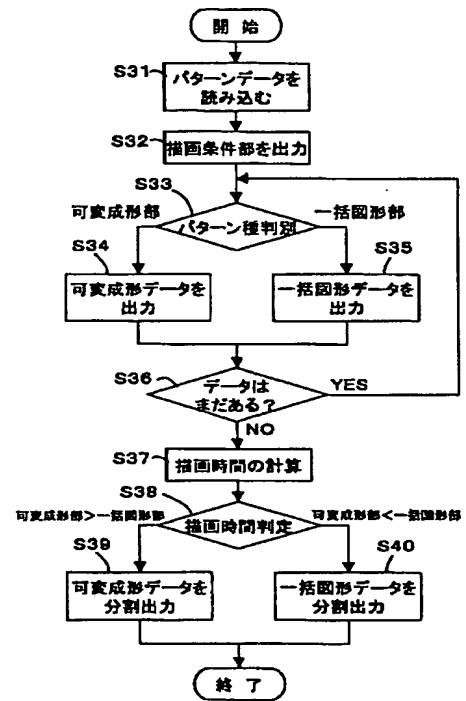 開 始
S31
パターンデータを
読み込む
S32
描画条件部を出力
S33
可変成形部
パターン種判別
一括図形部
S34
可変成形データを
出力
S35
一括図形データを
出力
S36
データは
まだある？
YES
NO
S37
描画時間の計算
S38
可変成形部>一括図形部
描画時間判定
可変成形部<一括図形部
S39
可変成形データを
分割出力
S40
一括図形データを
分割出力
終 了